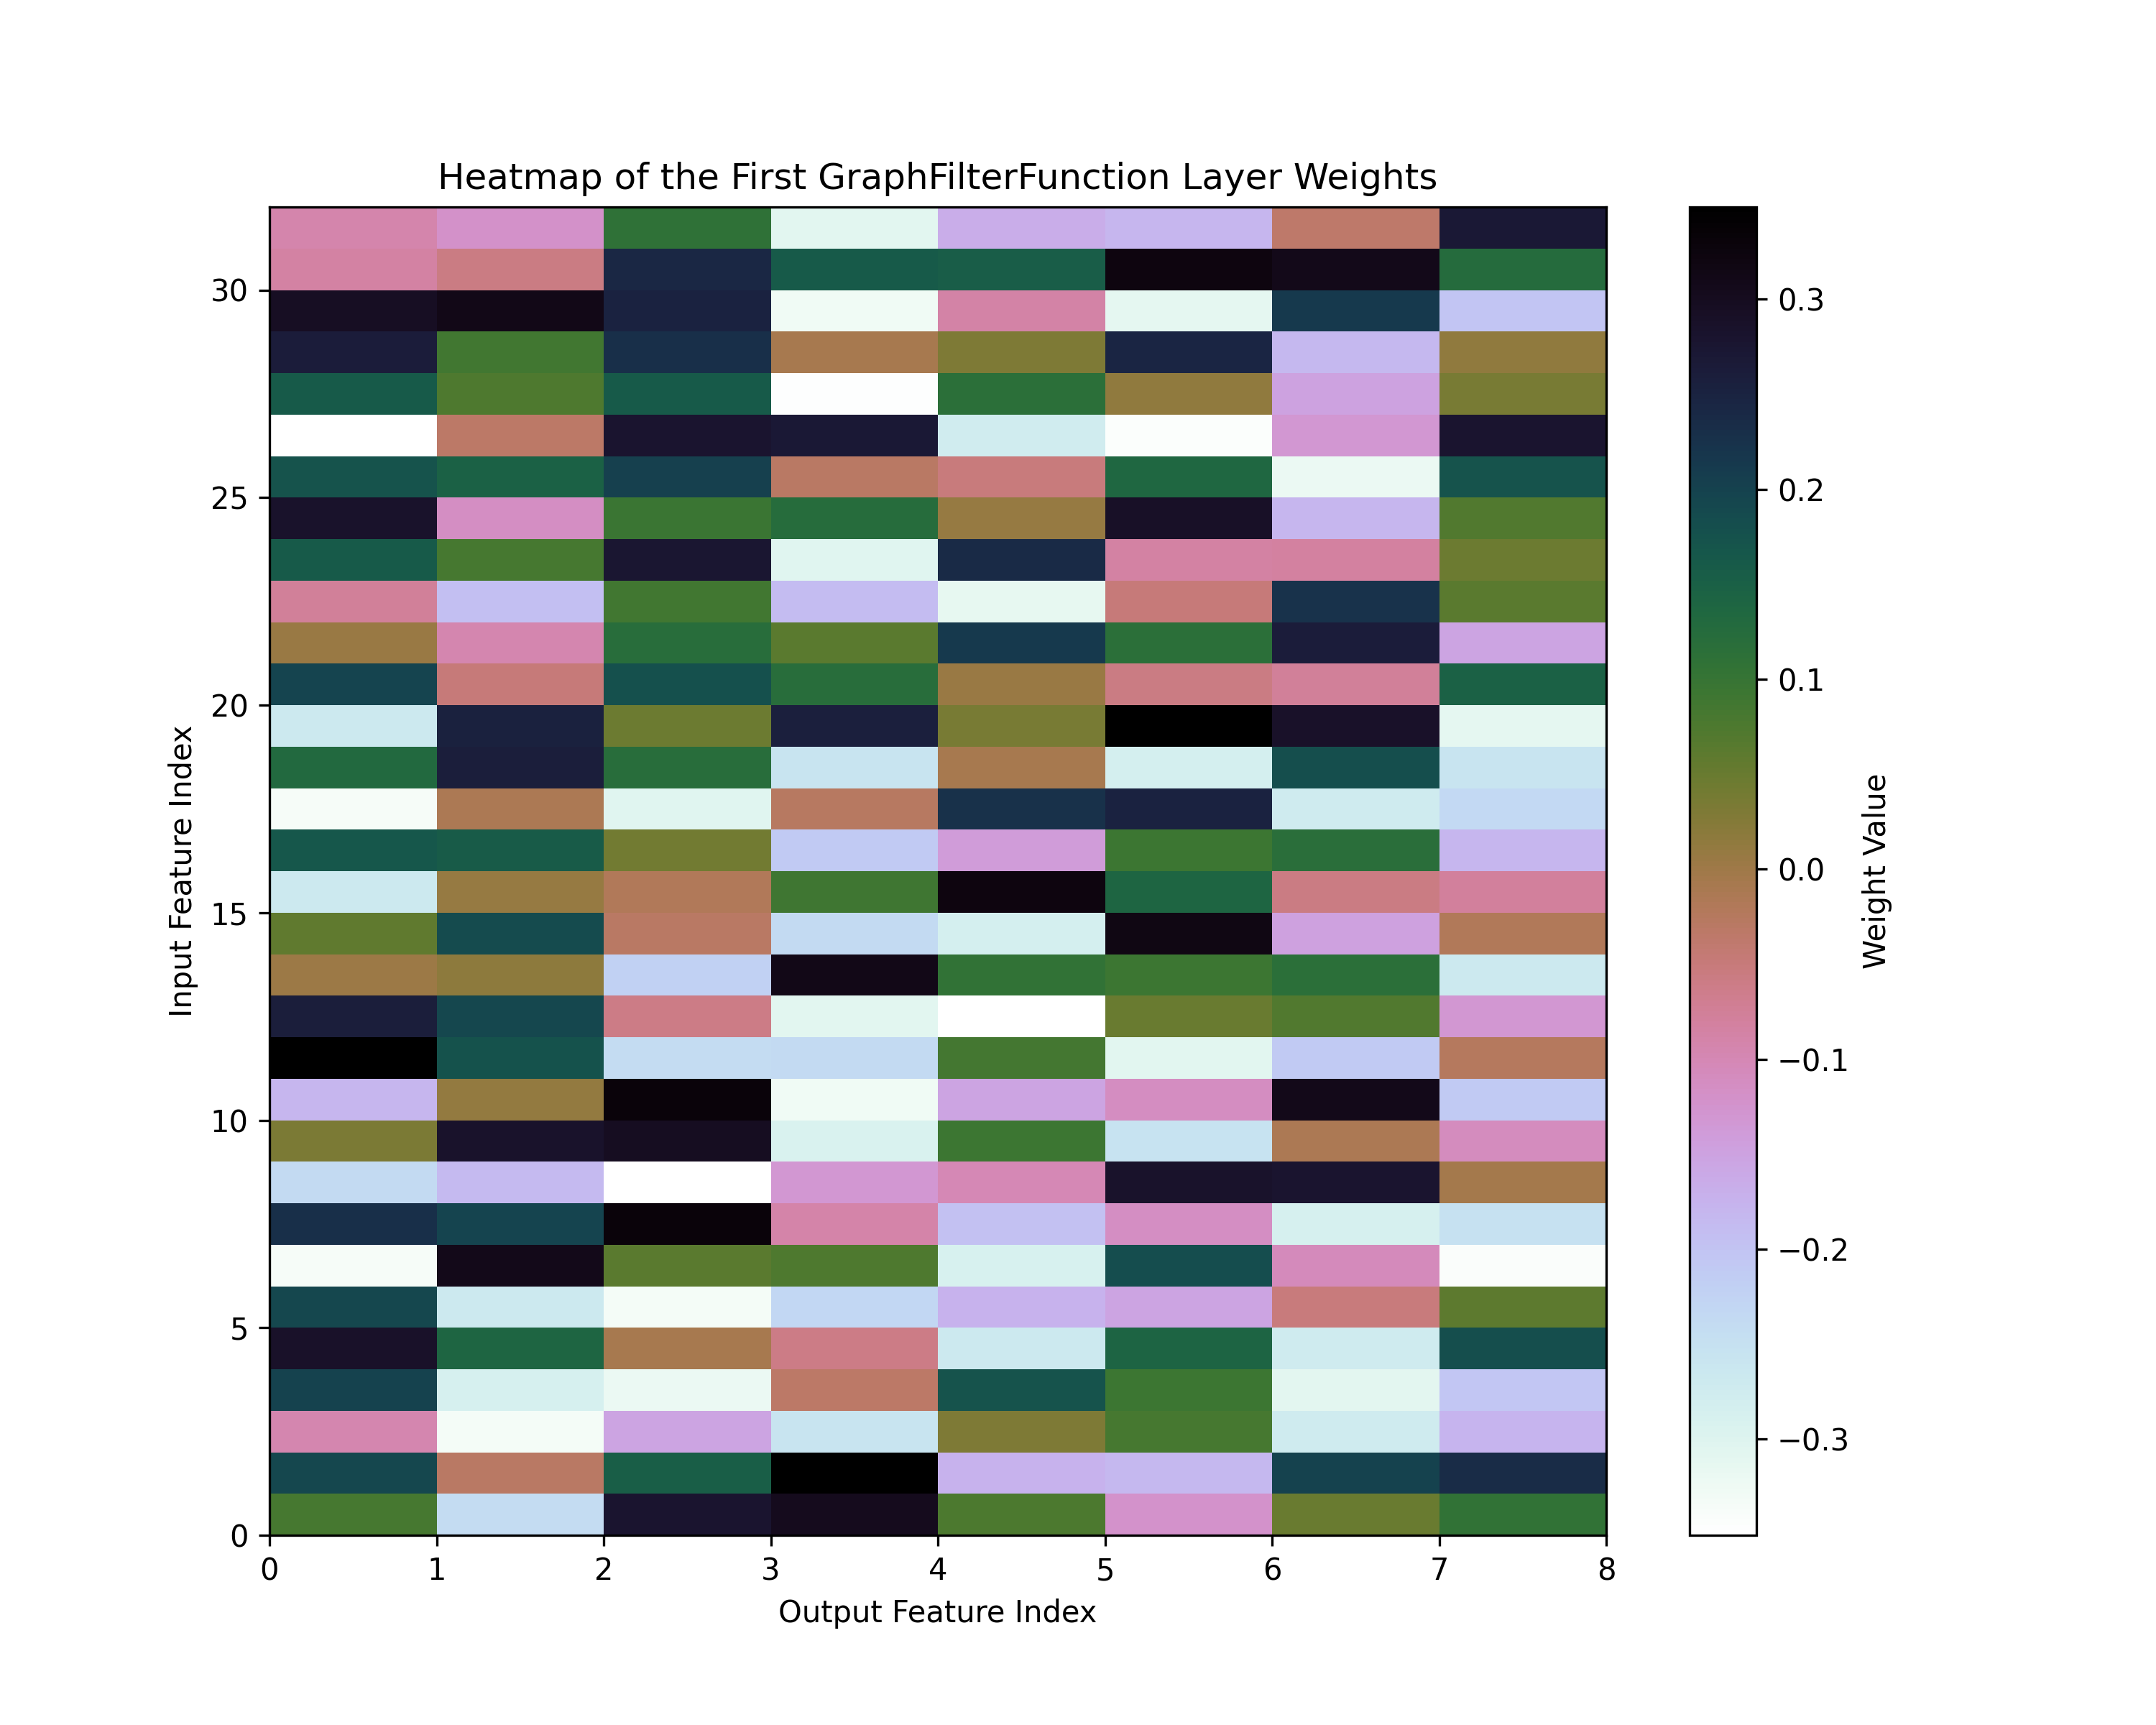 Heatmap of the First GraphFilterFunction Layer Weights
Input Feature Index
30
25
20
15
10
5
0
0 1 2 3 4 5 6 7 8
Output Feature Index
0.3
0.2
0.1
0.0
−0.1
−0.2
−0.3
Weight Value